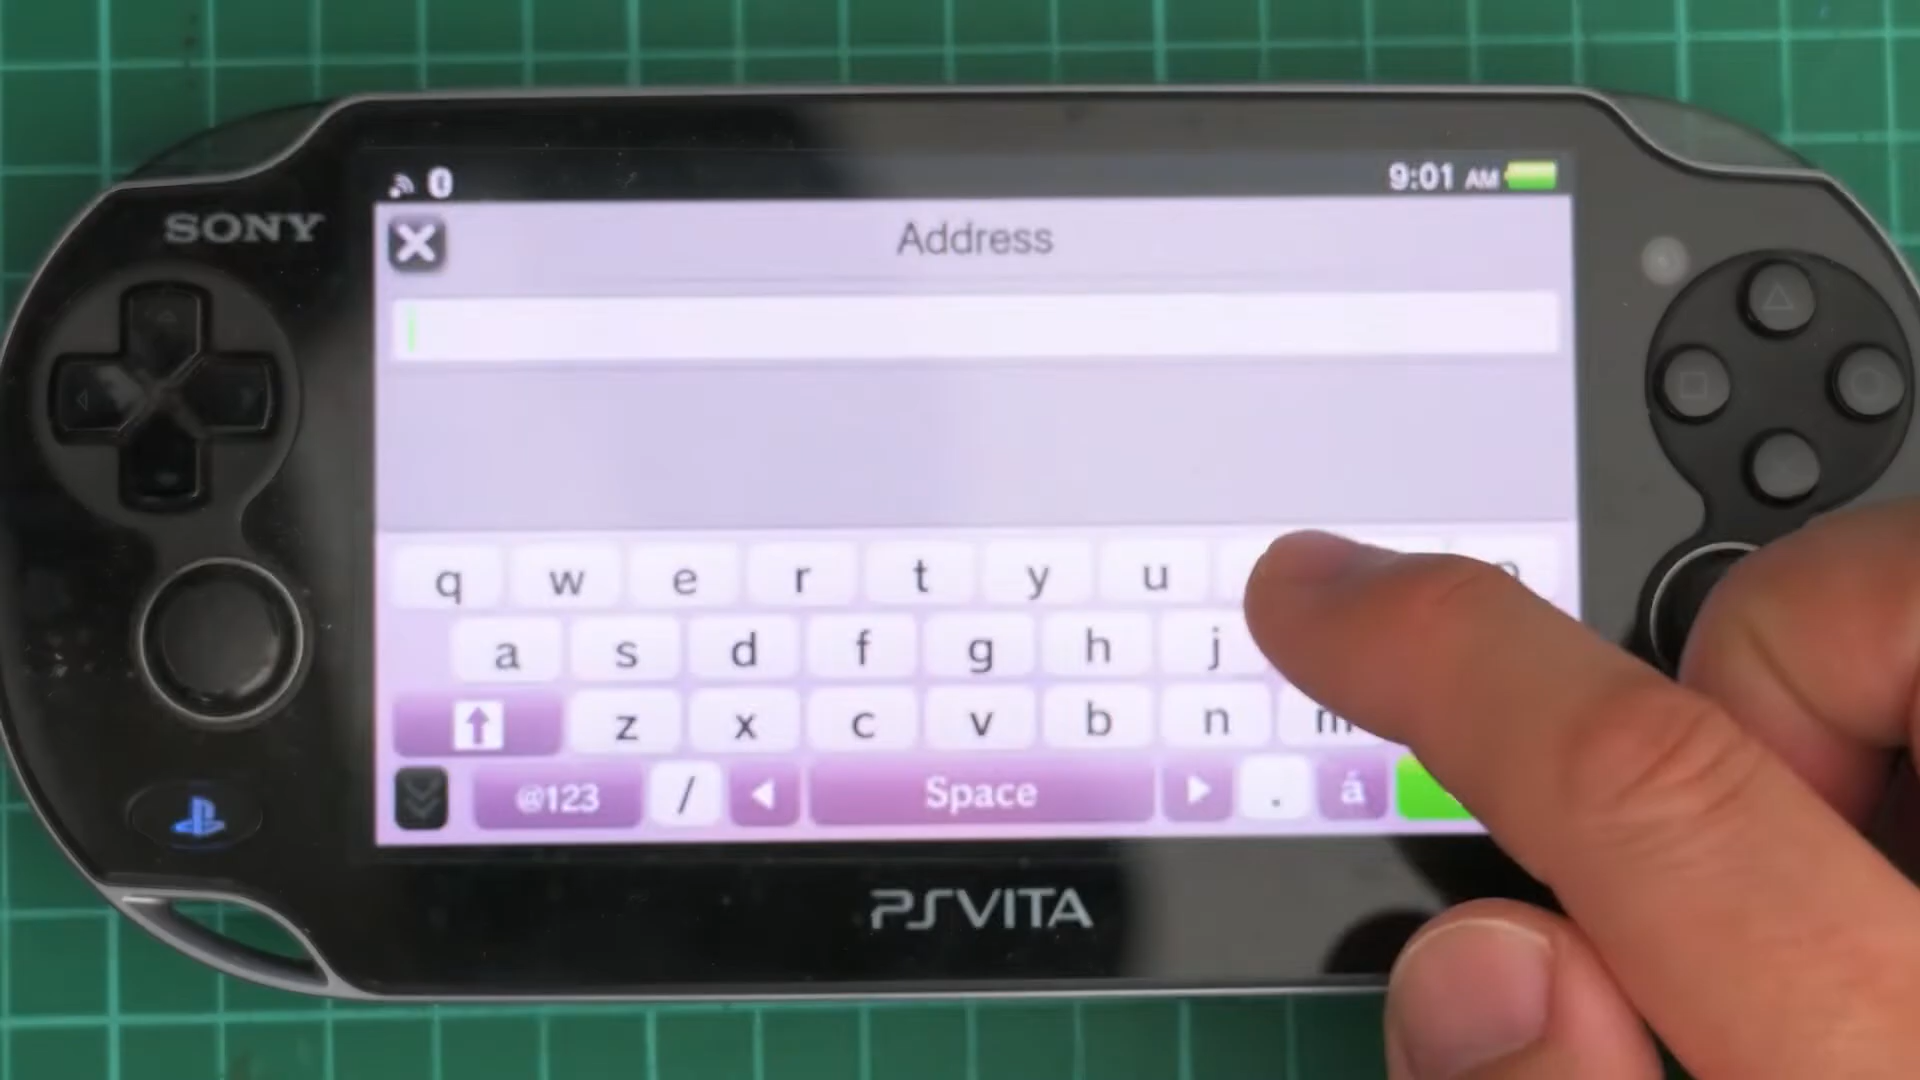 9:01 AM
SONY
Address
q w e r t y u
a s d f g h j
z x c v b n m
@123 / Space . á
PSVITA